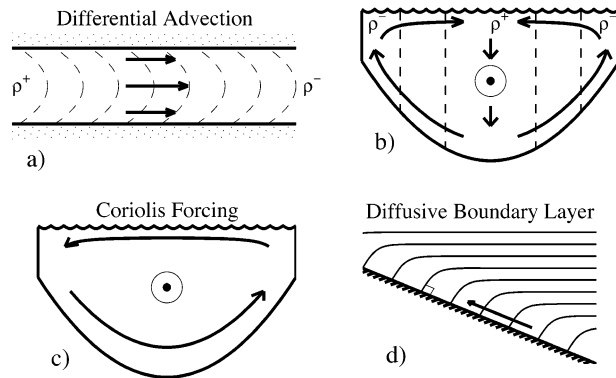 Differential Advection
ρ+
ρ−
a)
ρ−
ρ+
ρ−
b)
Coriolis Forcing
c)
Diffusive Boundary Layer
d)